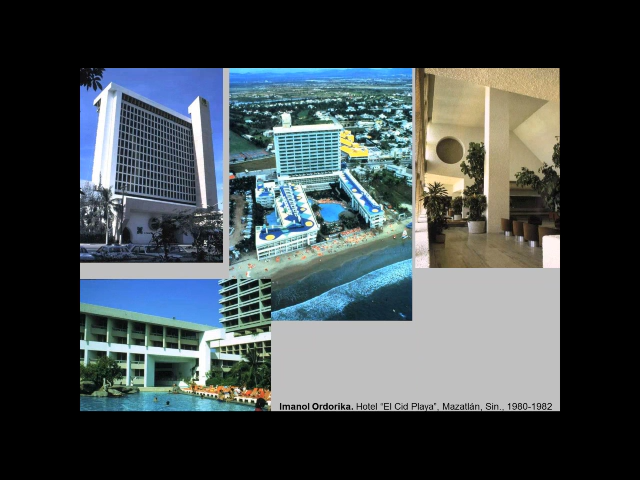 Imanol Ordorika. Hotel "El Cid Playa", Mazatlán, Sin., 1980-1982